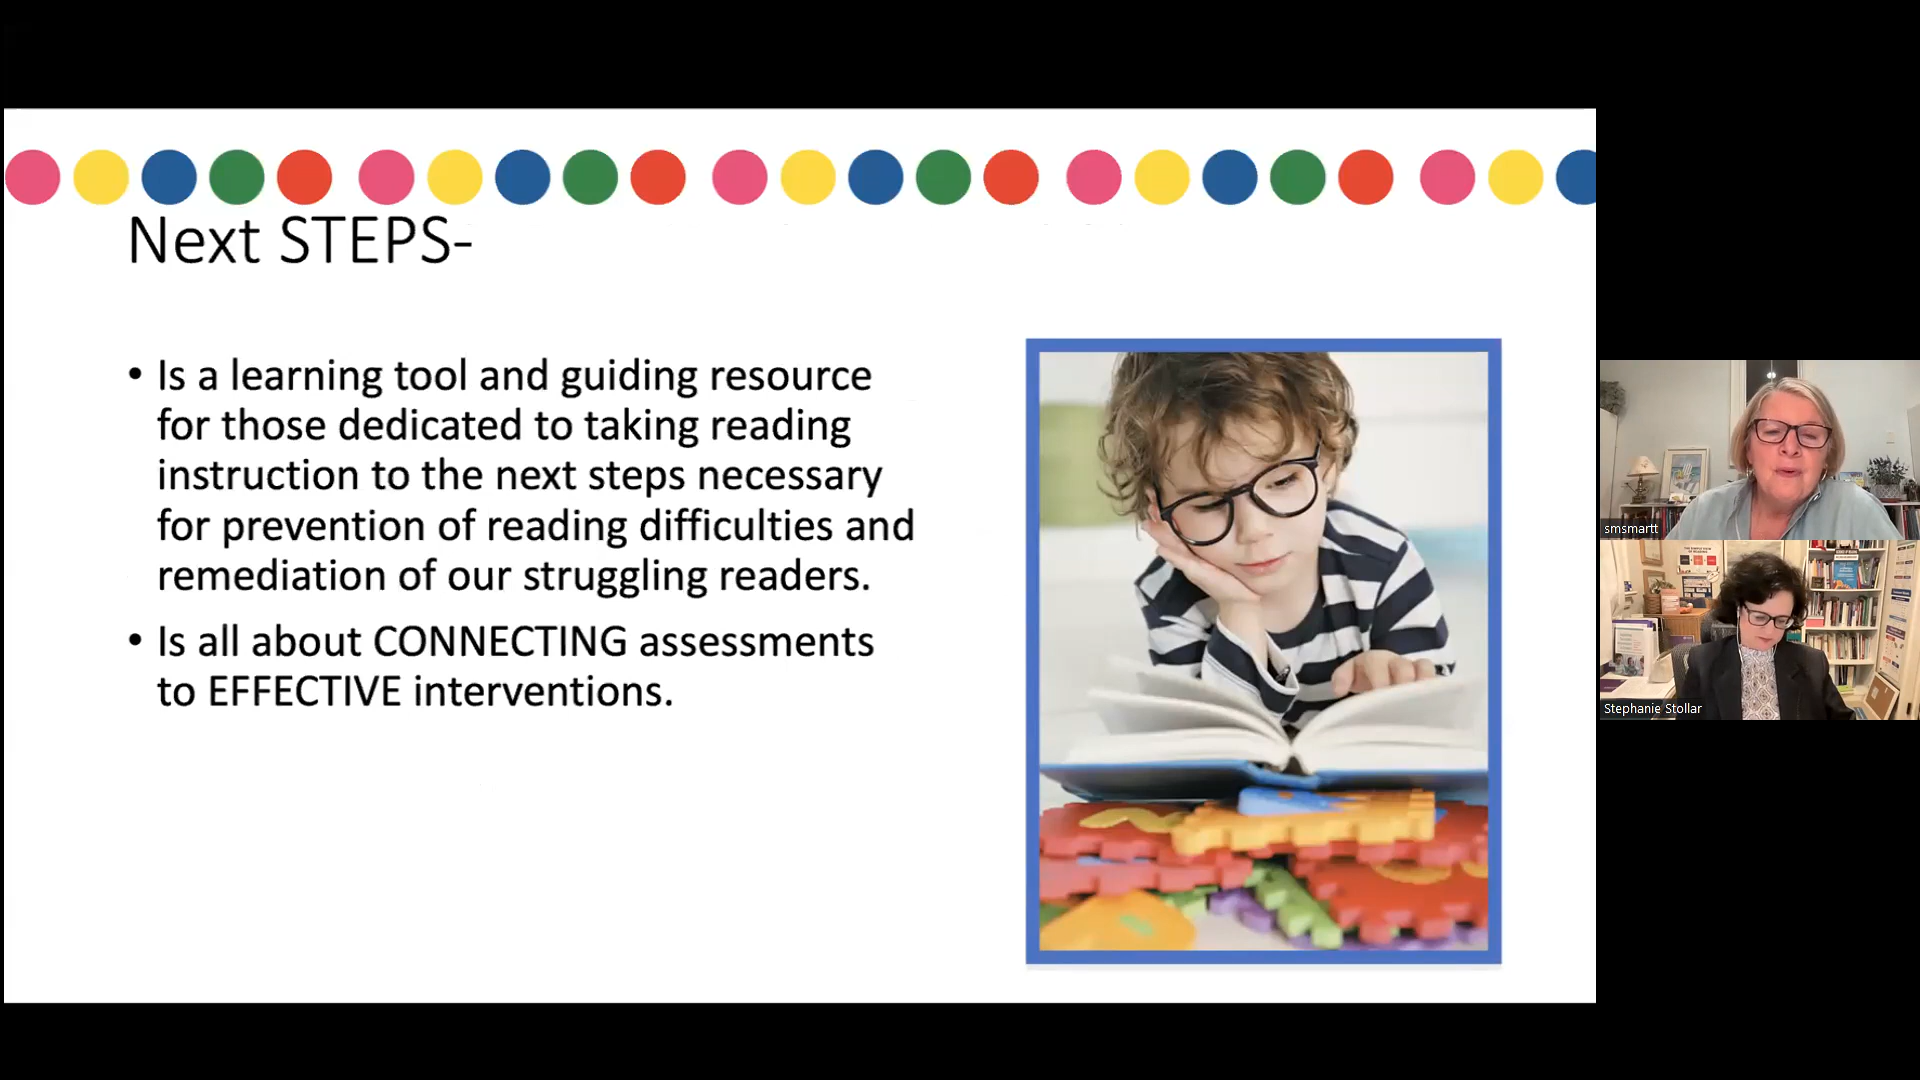 Next STEPS-
• Is a learning tool and guiding resource
for those dedicated to taking reading
instruction to the next steps necessary
for prevention of reading difficulties and
remediation of our struggling readers.
• Is all about CONNECTING assessments
to EFFECTIVE interventions.
smsmartt
Stephanie Stollar